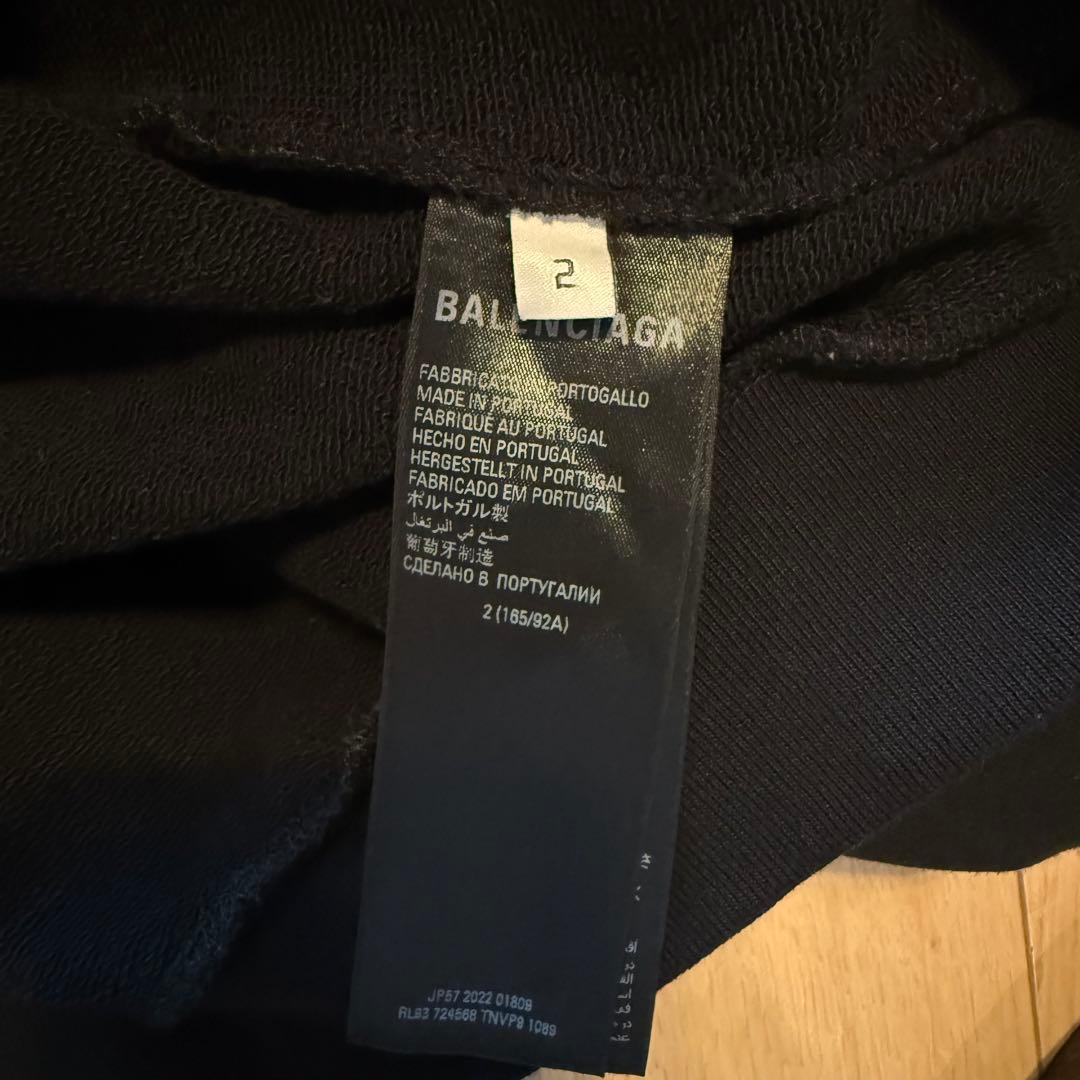 2
BALENCIAGA
FABBRICATO IN PORTOGALLO
MADE IN PORTUGAL
FABRIQUÉ AU PORTUGAL
HECHO EN PORTUGAL
HERGESTELLT IN PORTUGAL
FABRICADO EM PORTUGAL
ポルトガル製
صنع في البرتغال
葡萄牙制造
СДЕЛАНО В ПОРТУГАЛИИ
2 (165/92A)
JP57 2022 01809
RL93 724568 TNVP9 1089